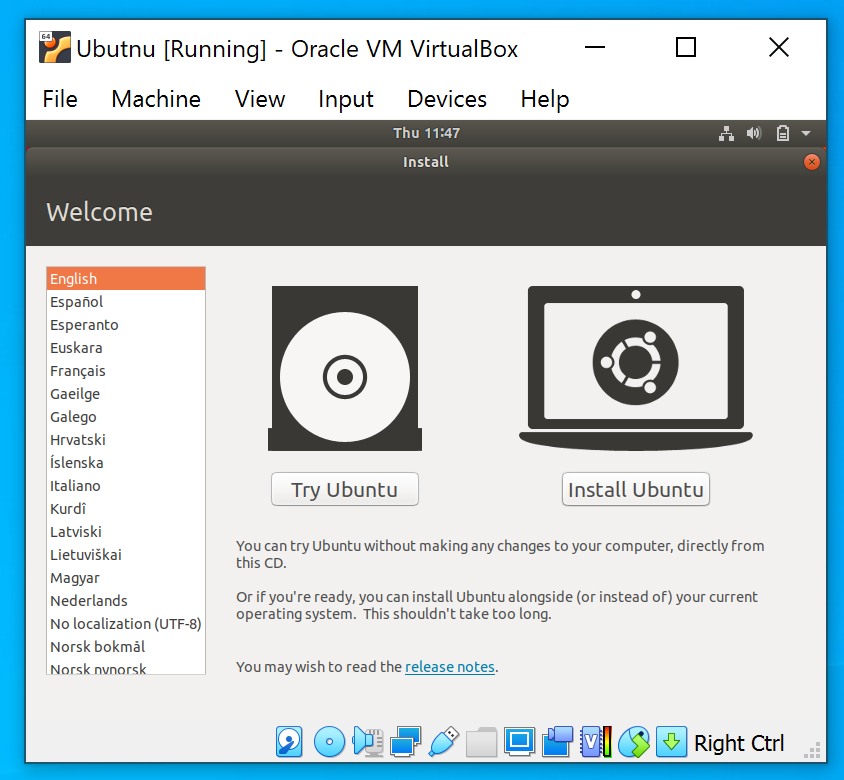 64
Ubutnu [Running] - Oracle VM VirtualBox
File Machine View Input Devices Help
Thu 11:47
Install
Welcome
English
Español
Esperanto
Euskara
Français
Gaeilge
Galego
Hrvatski
Íslenska
Italiano
Kurdî
Latviski
Lietuviškai
Magyar
Nederlands
No localization (UTF-8)
Norsk bokmål
Norsk nynorsk
Try Ubuntu
Install Ubuntu
You can try Ubuntu without making any changes to your computer, directly from
this CD.
Or if you're ready, you can install Ubuntu alongside (or instead of) your current
operating system. This shouldn't take too long.
You may wish to read the release notes.
V
Right Ctrl